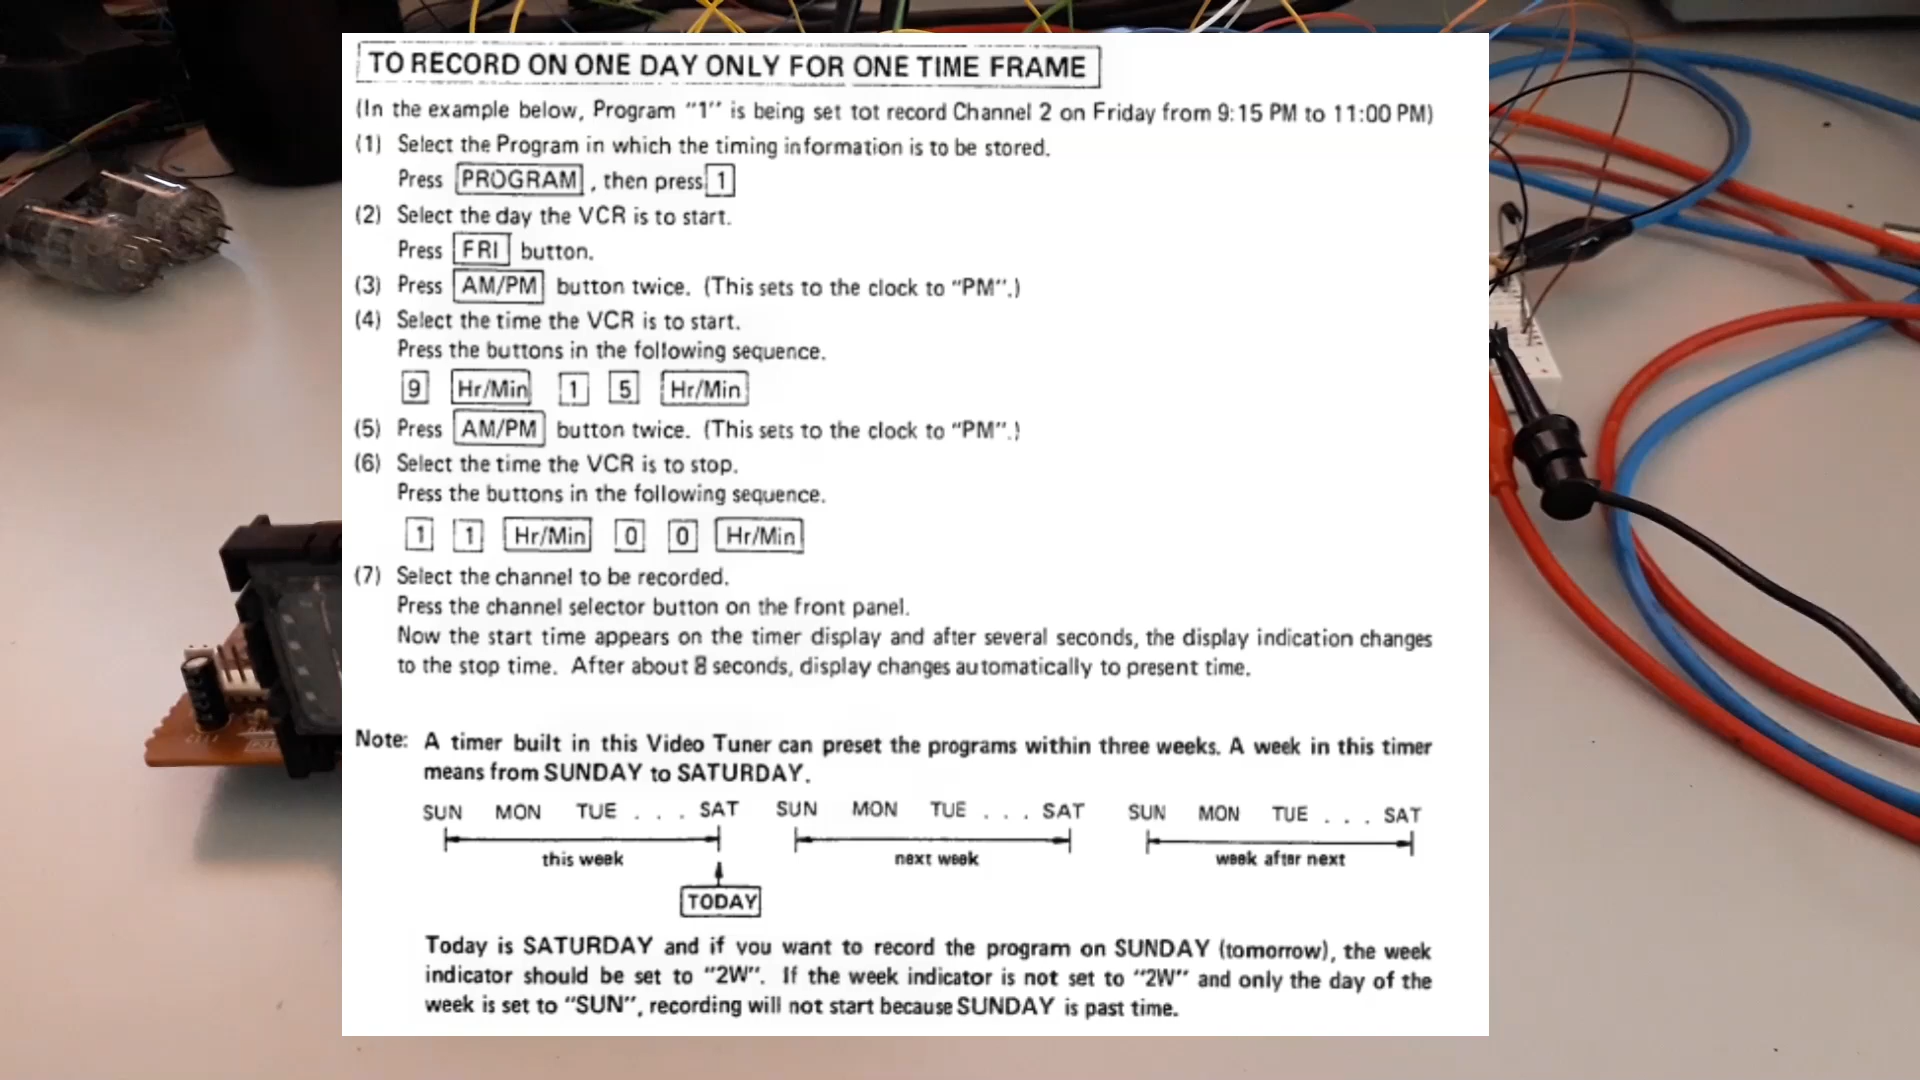 TO RECORD ON ONE DAY ONLY FOR ONE TIME FRAME
(In the example below, Program "1" is being set tot record Channel 2 on Friday from 9:15 PM to 11:00 PM)
(1) Select the Program in which the timing information is to be stored.
Press PROGRAM , then press 1
(2) Select the day the VCR is to start.
Press FRI button.
(3) Press AM/PM button twice. (This sets to the clock to "PM".)
(4) Select the time the VCR is to start.
Press the buttons in the following sequence.
9 Hr/Min 1 5 Hr/Min
(5) Press AM/PM button twice. (This sets to the clock to "PM".)
(6) Select the time the VCR is to stop.
Press the buttons in the following sequence.
1 1 Hr/Min 0 0 Hr/Min
(7) Select the channel to be recorded.
Press the channel selector button on the front panel.
Now the start time appears on the timer display and after several seconds, the display indication changes
to the stop time. After about 8 seconds, display changes automatically to present time.
Note: A timer built in this Video Tuner can preset the programs within three weeks. A week in this timer
means from SUNDAY to SATURDAY.
SUN MON TUE . . . SAT SUN MON TUE . . . SAT SUN MON TUE . . . SAT
this week next week week after next
TODAY
Today is SATURDAY and if you want to record the program on SUNDAY (tomorrow), the week
indicator should be set to "2W". If the week indicator is not set to "2W" and only the day of the
week is set to "SUN", recording will not start because SUNDAY is past time.